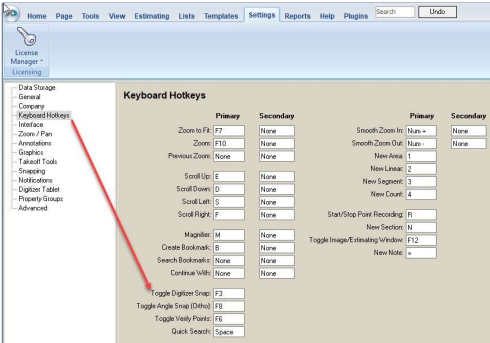 Home Page Tools View Estimating Lists Templates Settings Reports Help Plugins Search Undo
License
Manager
Licensing
Data Storage
General
Company
Keyboard Hotkeys
Interface
Zoom / Pan
Annotations
Graphics
Takeoff Tools
Snapping
Notifications
Digitizer Tablet
Property Groups
Advanced
Keyboard Hotkeys
Primary Secondary
Zoom to Fit: F7 None
Zoom: F10 None
Previous Zoom: None None
Scroll Up: E None
Scroll Down: D None
Scroll Left: S None
Scroll Right: F None
Magnifier: M None
Create Bookmark: B None
Search Bookmarks: None None
Continue With: None None
Toggle Digitizer Snap: F3
Toggle Angle Snap (Ortho): F8
Toggle Verify Points: F6
Quick Search: Space
Primary Secondary
Smooth Zoom In: Num + None
Smooth Zoom Out: Num - None
New Area: 1
New Linear: 2
New Segment: 3
New Count: 4
Start/Stop Point Recording: R
New Section: N
Toggle Image/Estimating Window: F12
New Note: =